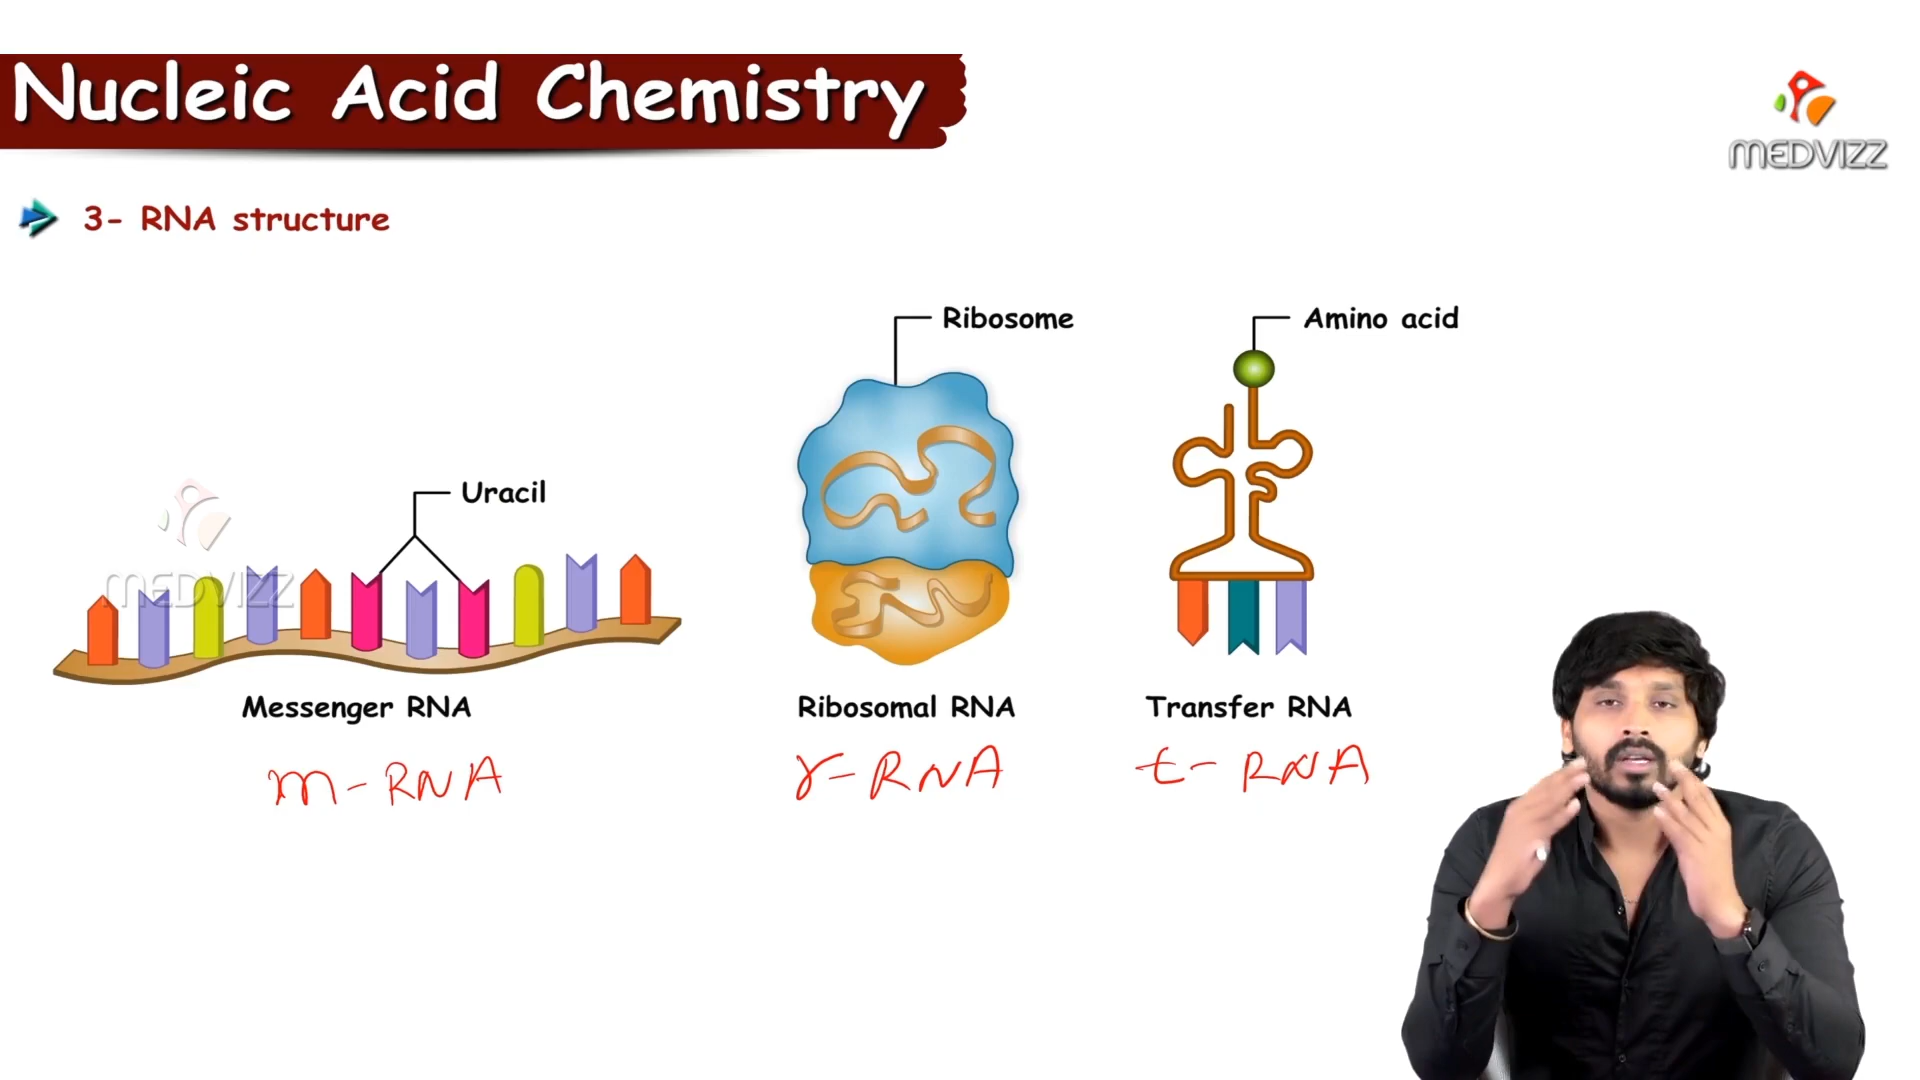 Nucleic Acid Chemistry
MEDVIZZ
3- RNA structure
Ribosome
Amino acid
Uracil
MEDVIZZ
Messenger RNA
Ribosomal RNA
Transfer RNA
m-RNA
r-RNA
t-RNA